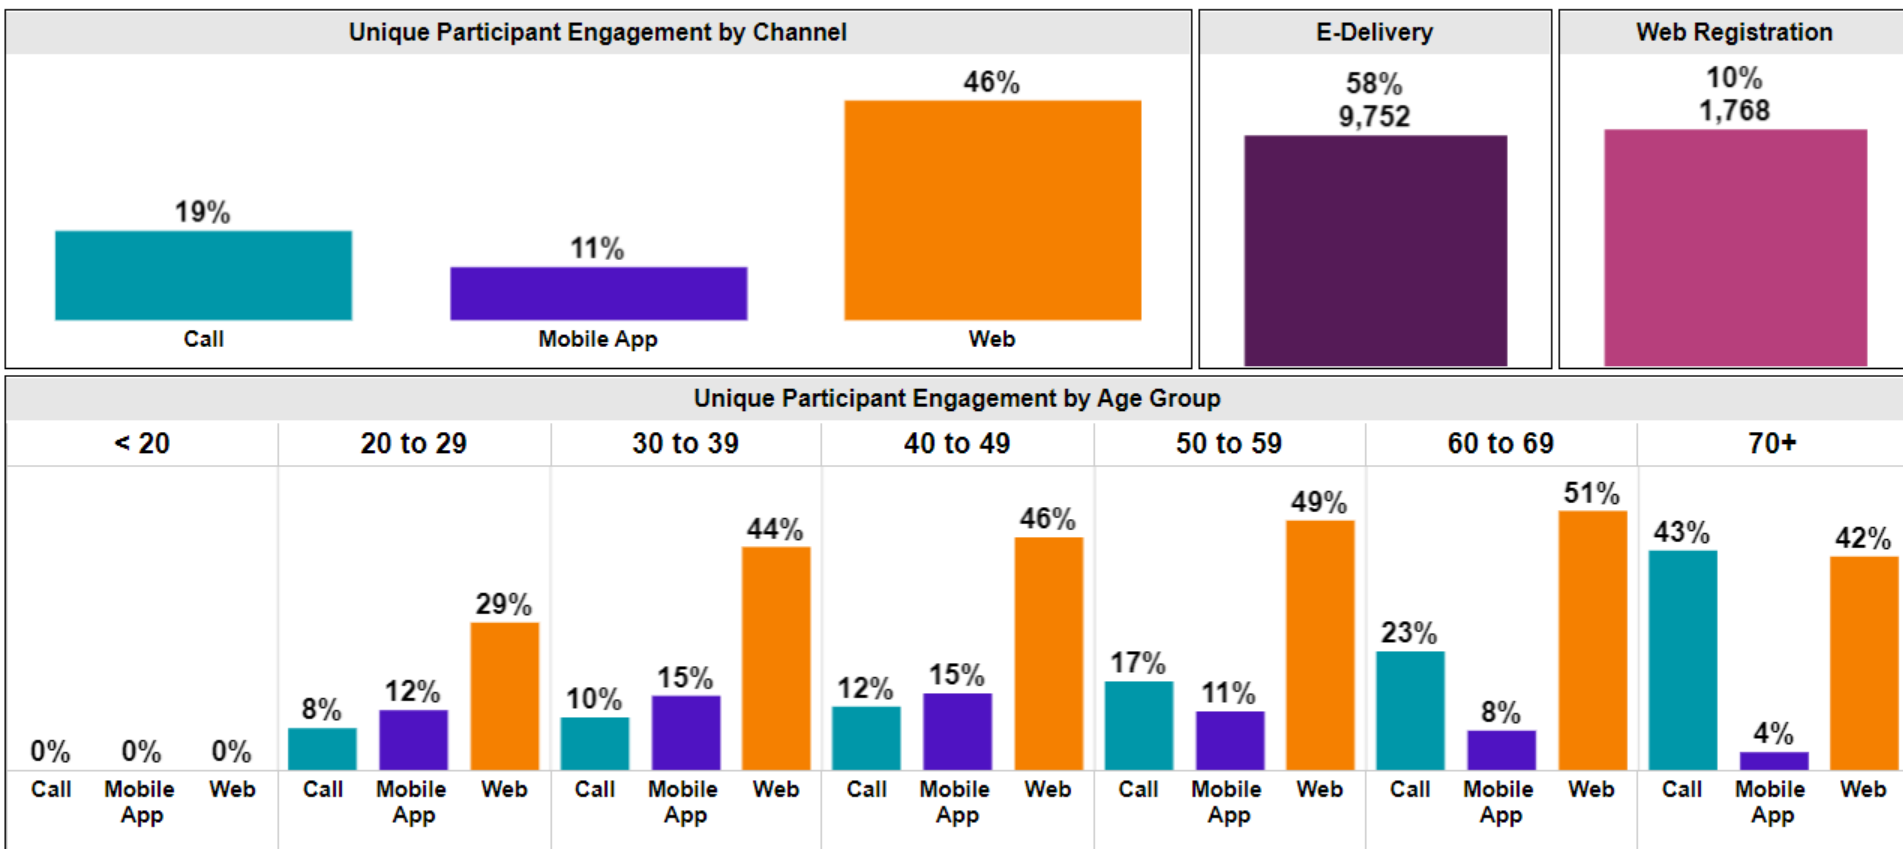 Unique Participant Engagement by Channel
E-Delivery
Web Registration
46%
19%
11%
Call
Mobile App
Web
58%
9,752
10%
1,768
Unique Participant Engagement by Age Group
< 20
20 to 29
30 to 39
40 to 49
50 to 59
60 to 69
70+
0%
0%
0%
8%
12%
29%
10%
15%
44%
12%
15%
46%
17%
11%
49%
23%
8%
51%
43%
4%
42%
Call
Mobile
App
Web
Call
Mobile
App
Web
Call
Mobile
App
Web
Call
Mobile
App
Web
Call
Mobile
App
Web
Call
Mobile
App
Web
Call
Mobile
App
Web